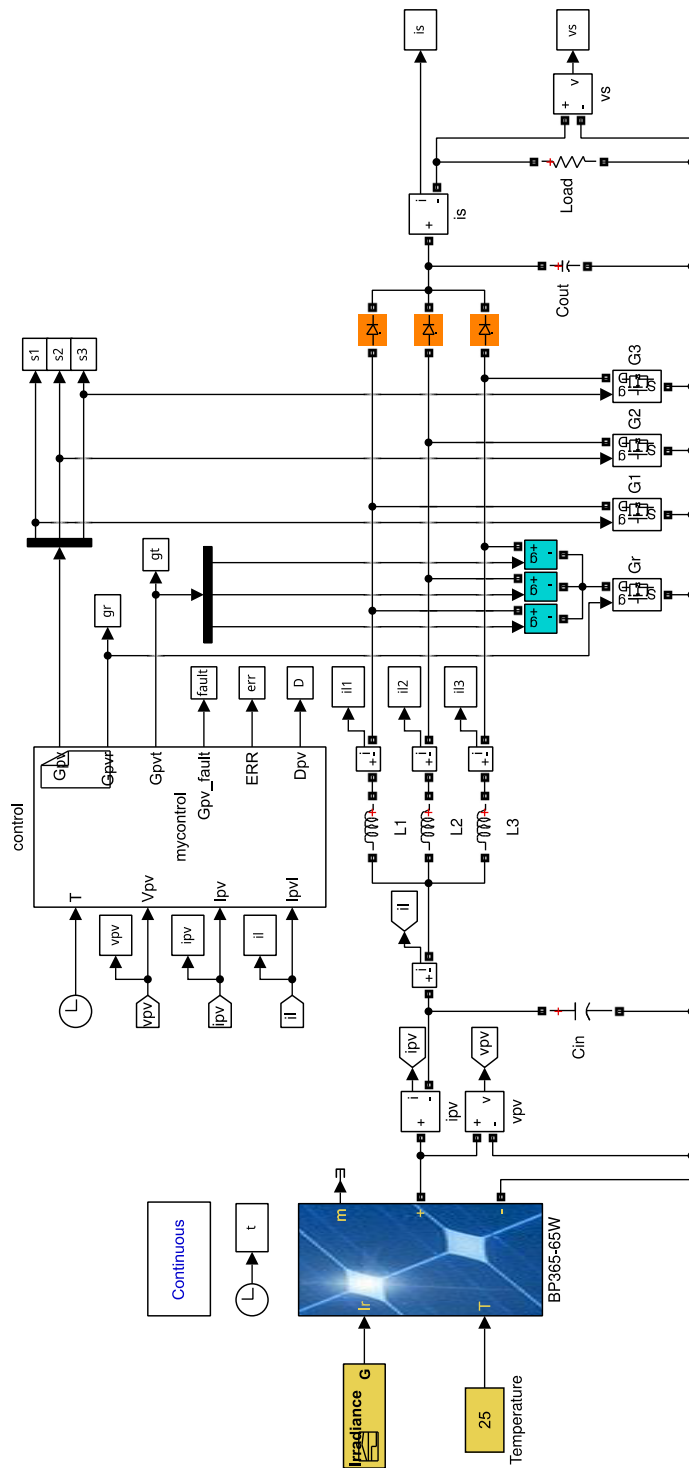 control
T
Vpv
Ipv
Ipvl
mycontrol
Gpv
Gpvr
Gpvt
Gpv_fault
ERR
Dpv
vpv
ipv
il
vpv
ipv
il
s1
s2
s3
gr
gt
fault
err
D
Continuous
t
Irradiance
G
25
Temperature
Ir
T
m
+
-
BP365-65W
+
-
i
ipv
ipv
+
-
v
vpv
vpv
+
Cin
+
-
i
il
+
L1
+
L2
+
L3
+
-
i
il1
+
-
i
il2
+
-
i
il3
g
+
-
g
+
-
g
+
-
g
D
S
Gr
g
D
S
G1
g
D
S
G2
g
D
S
G3
+
Cout
+
-
i
is
is
+
Load
+
-
v
vs
vs